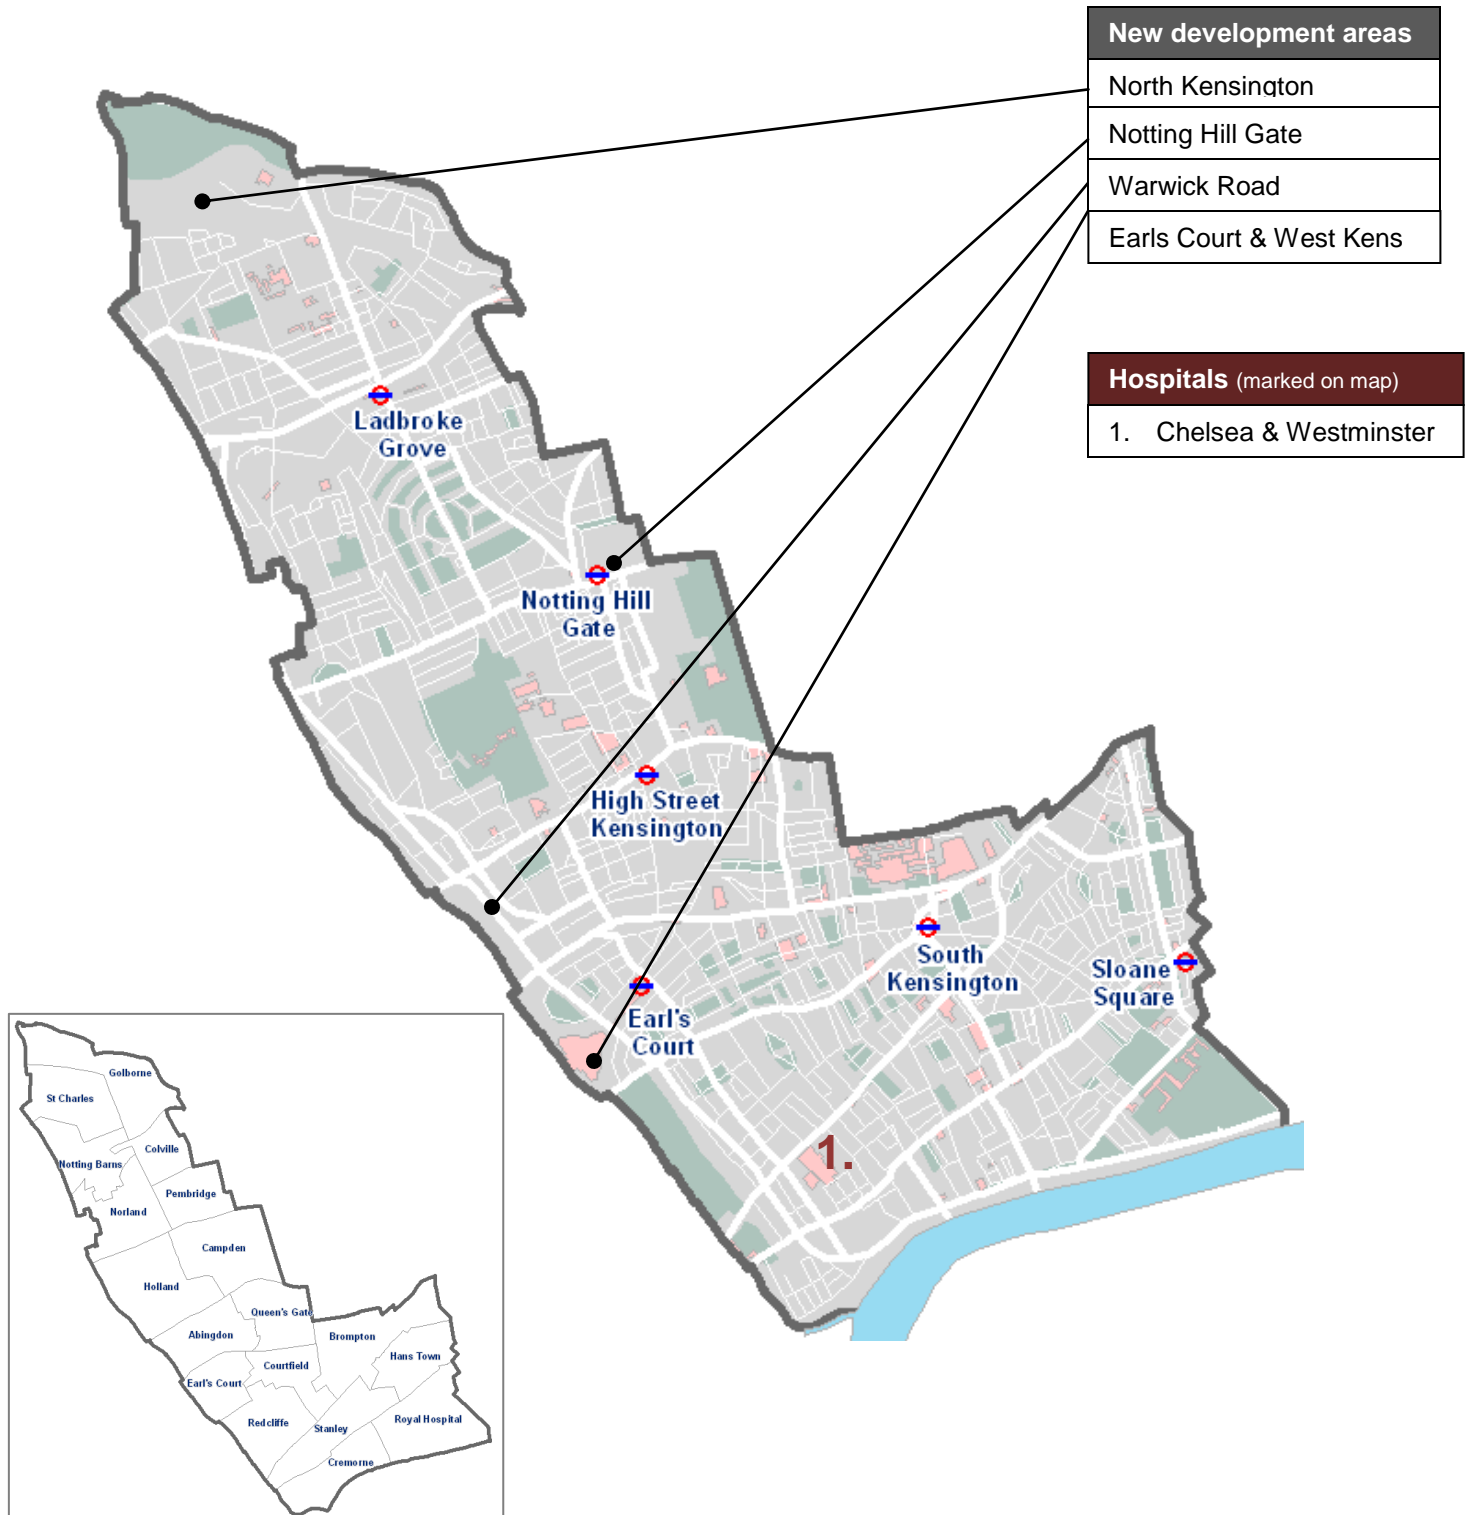 New development areas
North Kensington
Notting Hill Gate
Warwick Road
Earls Court & West Kens
Hospitals (marked on map)
1. Chelsea & Westminster
Ladbroke
Grove
Notting Hill
Gate
High Street
Kensington
South
Kensington
Sloane
Square
Earl's
Court
1.
Golborne
St Charles
Colville
Notting Barns
Pembridge
Norland
Campden
Holland
Queen's Gate
Abingdon
Brompton
Hans Town
Courtfield
Earl's Court
Redcliffe
Stanley
Royal Hospital
Cremorne